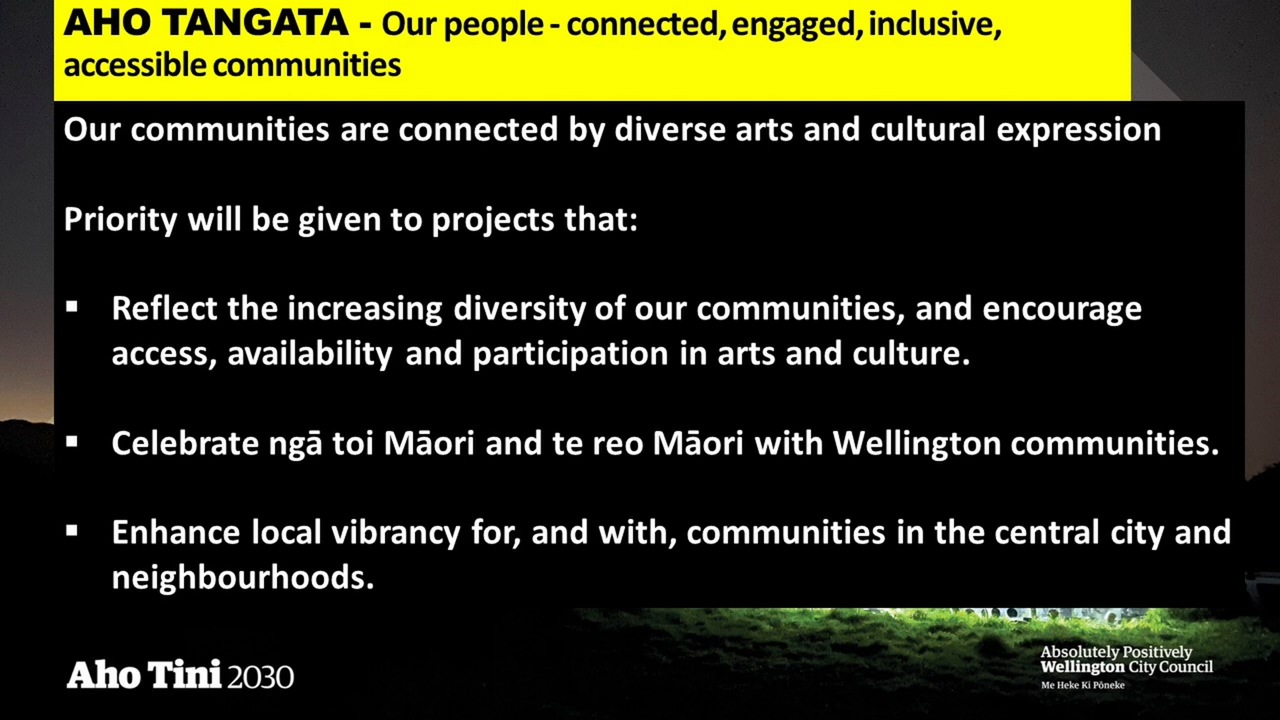 AHO TANGATA - Our people - connected, engaged, inclusive,
accessible communities
Our communities are connected by diverse arts and cultural expression
Priority will be given to projects that:
▪ Reflect the increasing diversity of our communities, and encourage
access, availability and participation in arts and culture.
▪ Celebrate ngā toi Māori and te reo Māori with Wellington communities.
▪ Enhance local vibrancy for, and with, communities in the central city and
neighbourhoods.
Aho Tini 2030
Absolutely Positively
Wellington City Council
Me Heke Ki Pōneke